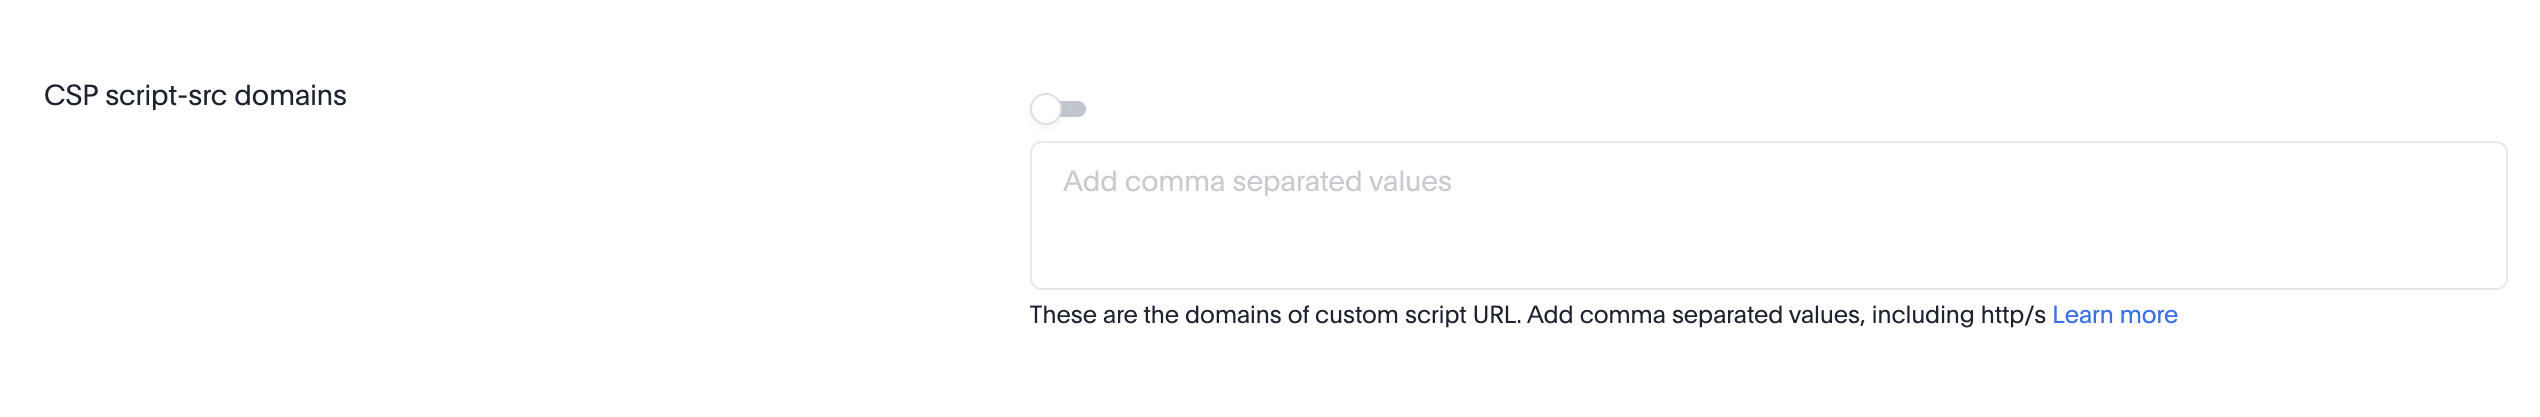 CSP script-src domains
Add comma separated values
These are the domains of custom script URL. Add comma separated values, including http/s Learn more